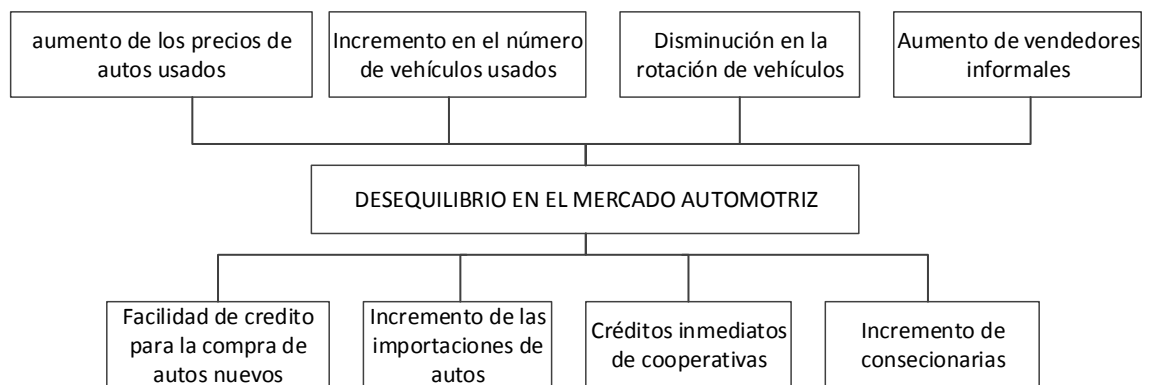 aumento de los precios de
autos usados
Incremento en el número
de vehículos usados
Disminución en la
rotación de vehículos
Aumento de vendedores
informales
DESEQUILIBRIO EN EL MERCADO AUTOMOTRIZ
Facilidad de credito
para la compra de
autos nuevos
Incremento de las
importaciones de
autos
Créditos inmediatos
de cooperativas
Incremento de
consecionarias